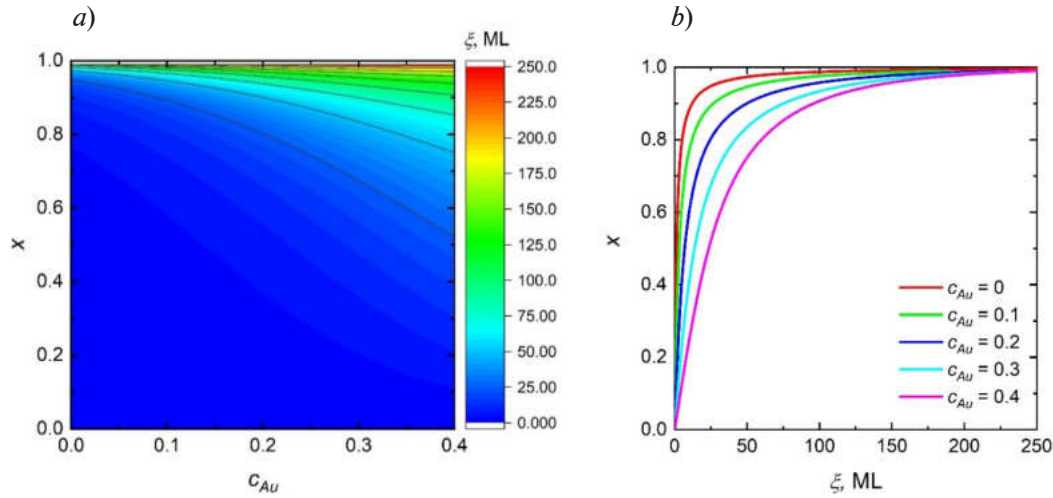 a)
b)
ξ, ML
1.0
0.8
0.6
0.4
0.2
0.0
x
0.0
0.1
0.2
0.3
0.4
c_Au
250.0
225.0
200.0
175.0
150.0
125.0
100.0
75.00
50.00
25.00
0.000
1.0
0.8
0.6
0.4
0.2
0.0
x
c_Au = 0
c_Au = 0.1
c_Au = 0.2
c_Au = 0.3
c_Au = 0.4
0
50
100
150
200
250
ξ, ML